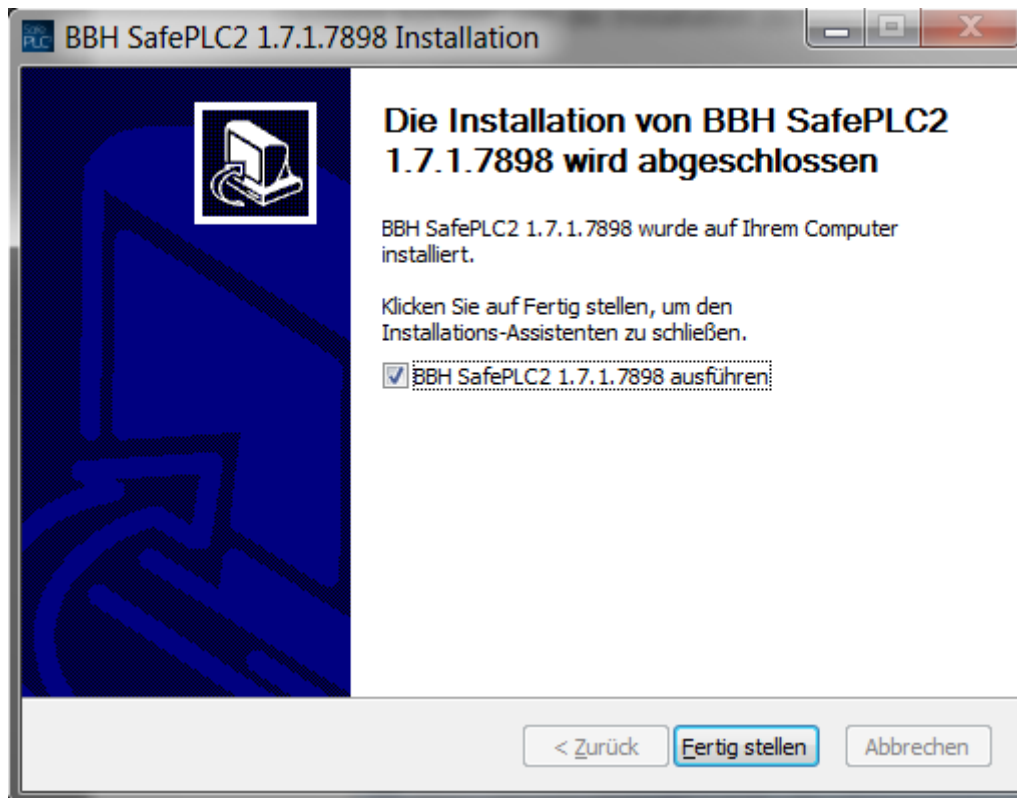 Safe
PLC
BBH SafePLC2 1.7.1.7898 Installation
Die Installation von BBH SafePLC2
1.7.1.7898 wird abgeschlossen
BBH SafePLC2 1.7.1.7898 wurde auf Ihrem Computer
installiert.
Klicken Sie auf Fertig stellen, um den
Installations-Assistenten zu schließen.
BBH SafePLC2 1.7.1.7898 ausführen
< Zurück
Fertig stellen
Abbrechen